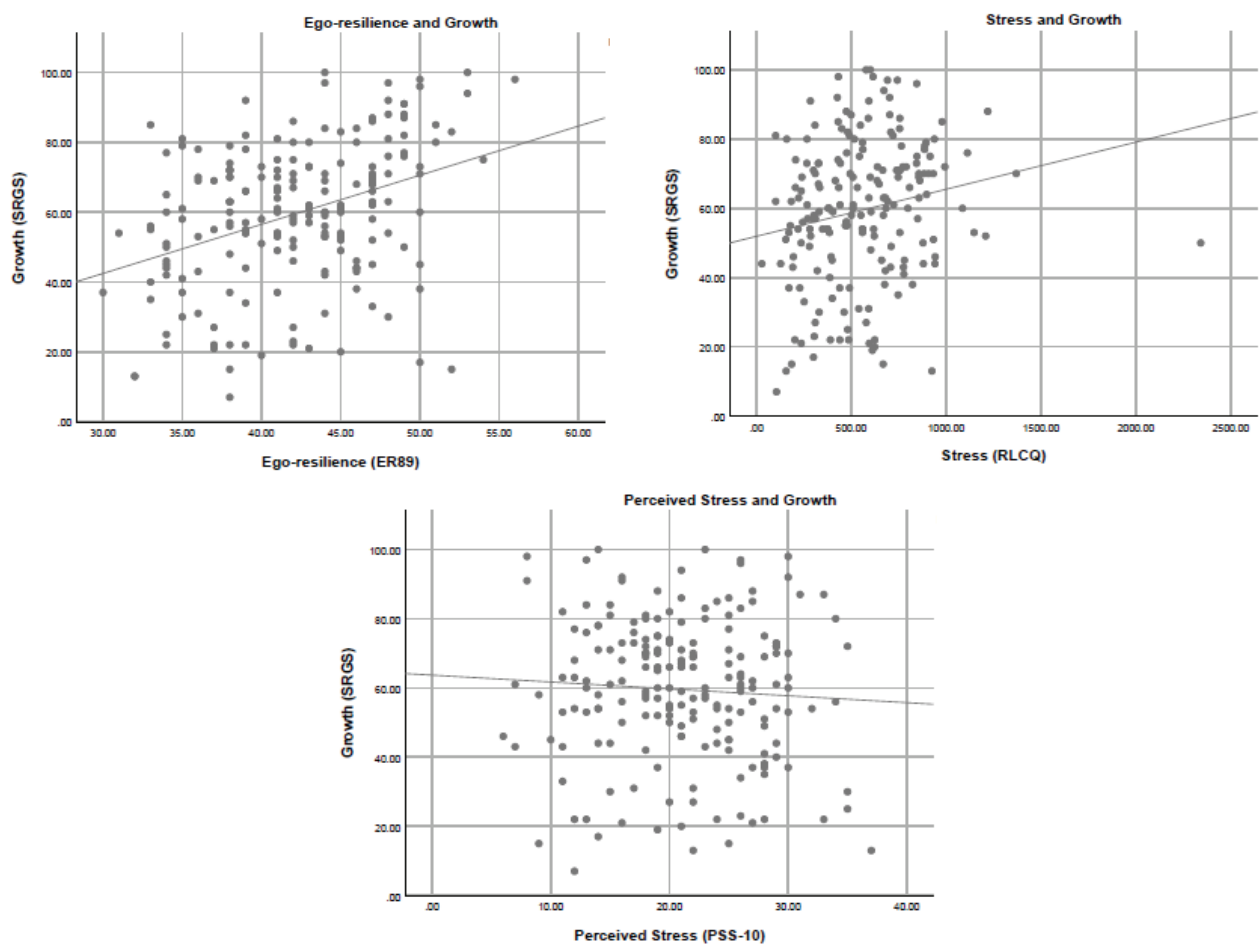 Ego-resilience and Growth
Growth (SRGS)
100.00
80.00
60.00
40.00
20.00
.00
30.00 35.00 40.00 45.00 50.00 55.00 60.00
Ego-resilience (ER89)
Stress and Growth
Growth (SRGS)
100.00
80.00
60.00
40.00
20.00
.00
.00 500.00 1000.00 1500.00 2000.00 2500.00
Stress (RLCQ)
Perceived Stress and Growth
Growth (SRGS)
100.00
80.00
60.00
40.00
20.00
.00
.00 10.00 20.00 30.00 40.00
Perceived Stress (PSS-10)